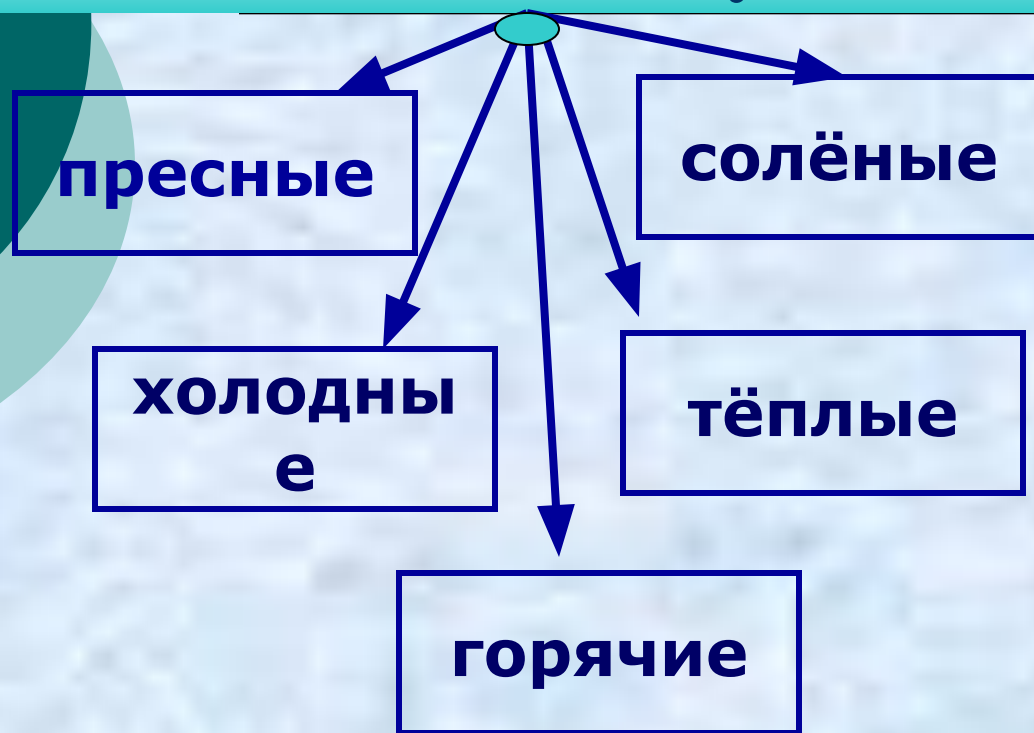 пресные
солёные
холодны
е
тёплые
горячие